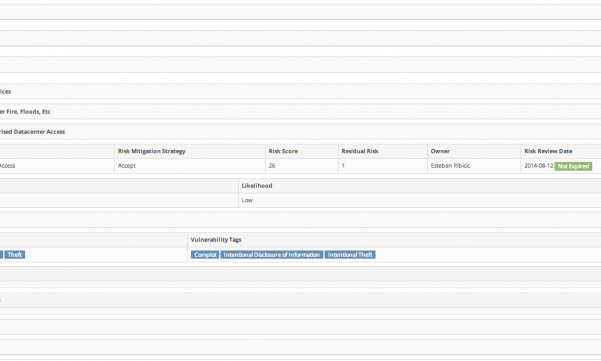 ices
er Fire, Floods, Etc
rised Datacenter Access
Risk Mitigation Strategy Risk Score Residual Risk Owner Risk Review Date
Access Accept 26 1 Esteban Ribicic 2014-08-12 Not Expired
Likelihood
Low
Vulnerability Tags
Theft Complot Intentional Disclosure of Information Intentional Theft